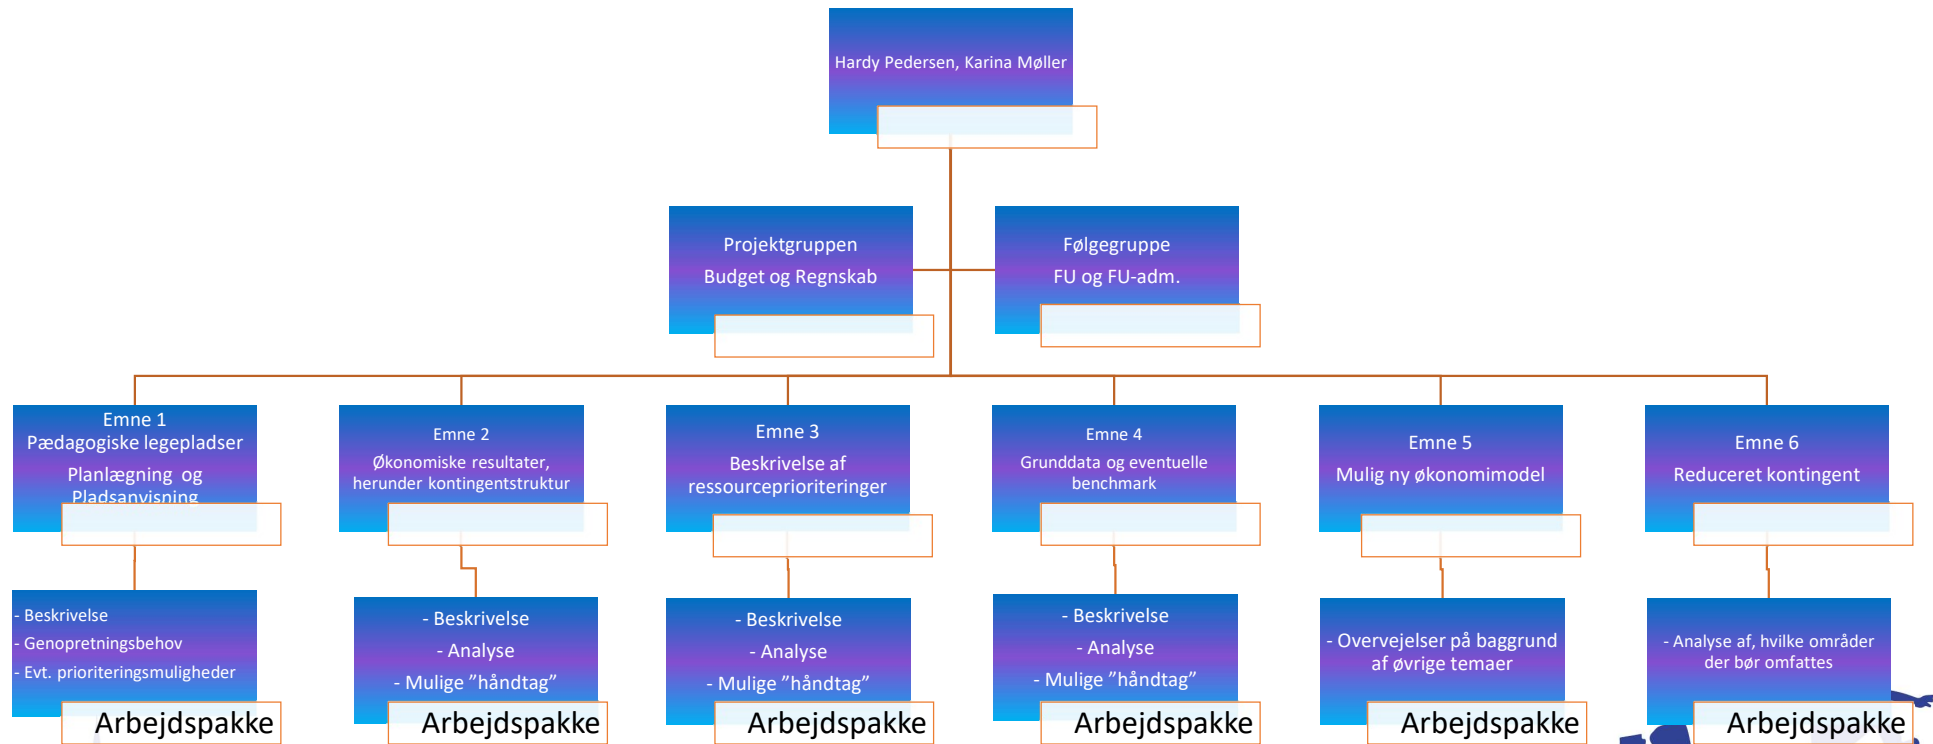 Hardy Pedersen, Karina Møller
Projektgruppen
Budget og Regnskab
Følgegruppe
FU og FU-adm.
Emne 1
Pædagogiske legepladser
Planlægning og
Pladsanvisning
Emne 2
Økonomiske resultater,
herunder kontingentstruktur
Emne 3
Beskrivelse af
ressourceprioriteringer
Emne 4
Grunddata og eventuelle
benchmark
Emne 5
Mulig ny økonomimodel
Emne 6
Reduceret kontingent
- Beskrivelse
- Genopretningsbehov
- Evt. prioriteringsmuligheder
Arbejdspakke
- Beskrivelse
- Analyse
- Mulige ”håndtag”
Arbejdspakke
- Beskrivelse
- Analyse
- Mulige ”håndtag”
Arbejdspakke
- Beskrivelse
- Analyse
- Mulige ”håndtag”
Arbejdspakke
- Overvejelser på baggrund
af øvrige temaer
Arbejdspakke
- Analyse af, hvilke områder
der bør omfattes
Arbejdspakke